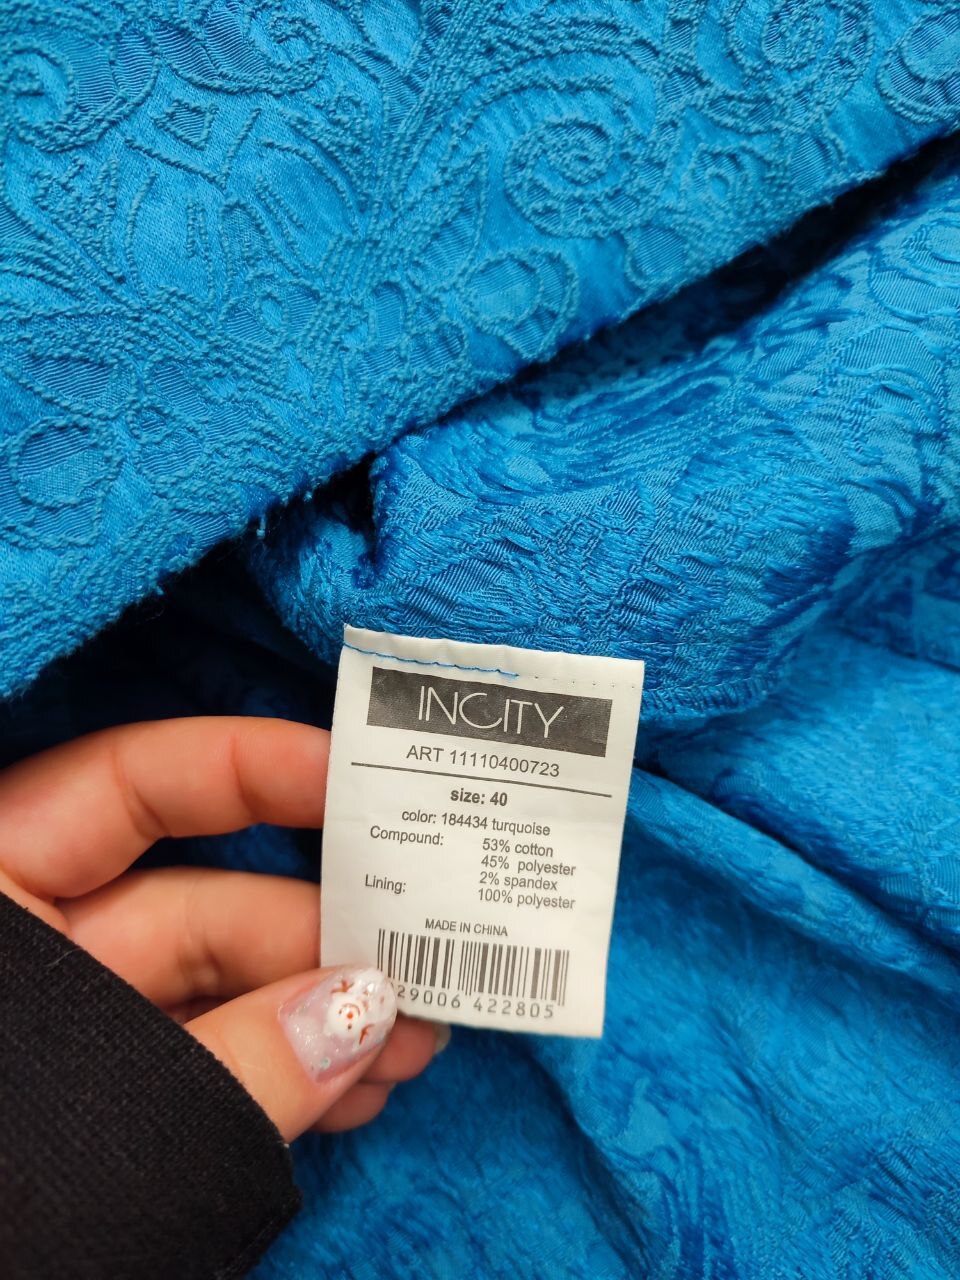 INCITY
ART 11110400723
size: 40
color: 184434 turquoise
Compound: 53% cotton
45% polyester
2% spandex
Lining: 100% polyester
MADE IN CHINA
29006 422805